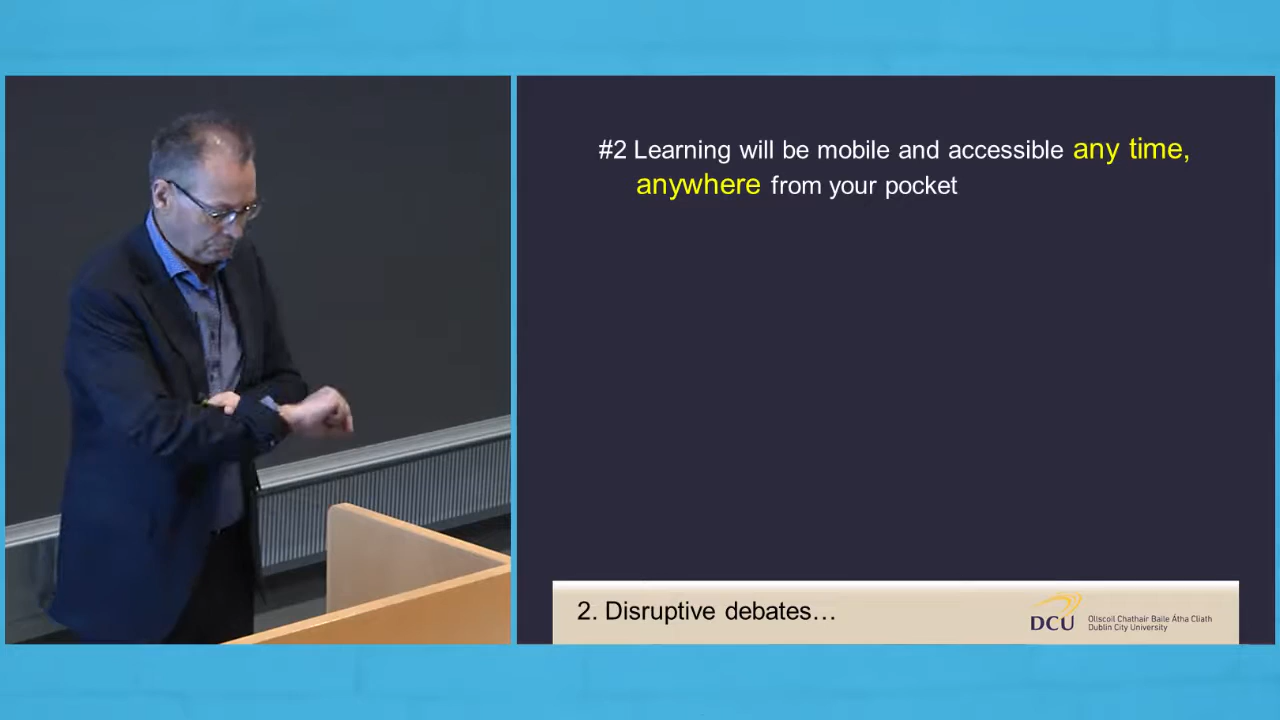 #2 Learning will be mobile and accessible any time,
anywhere from your pocket
2. Disruptive debates…
DCU
Ollscoil Chathair Baile Átha Cliath
Dublin City University